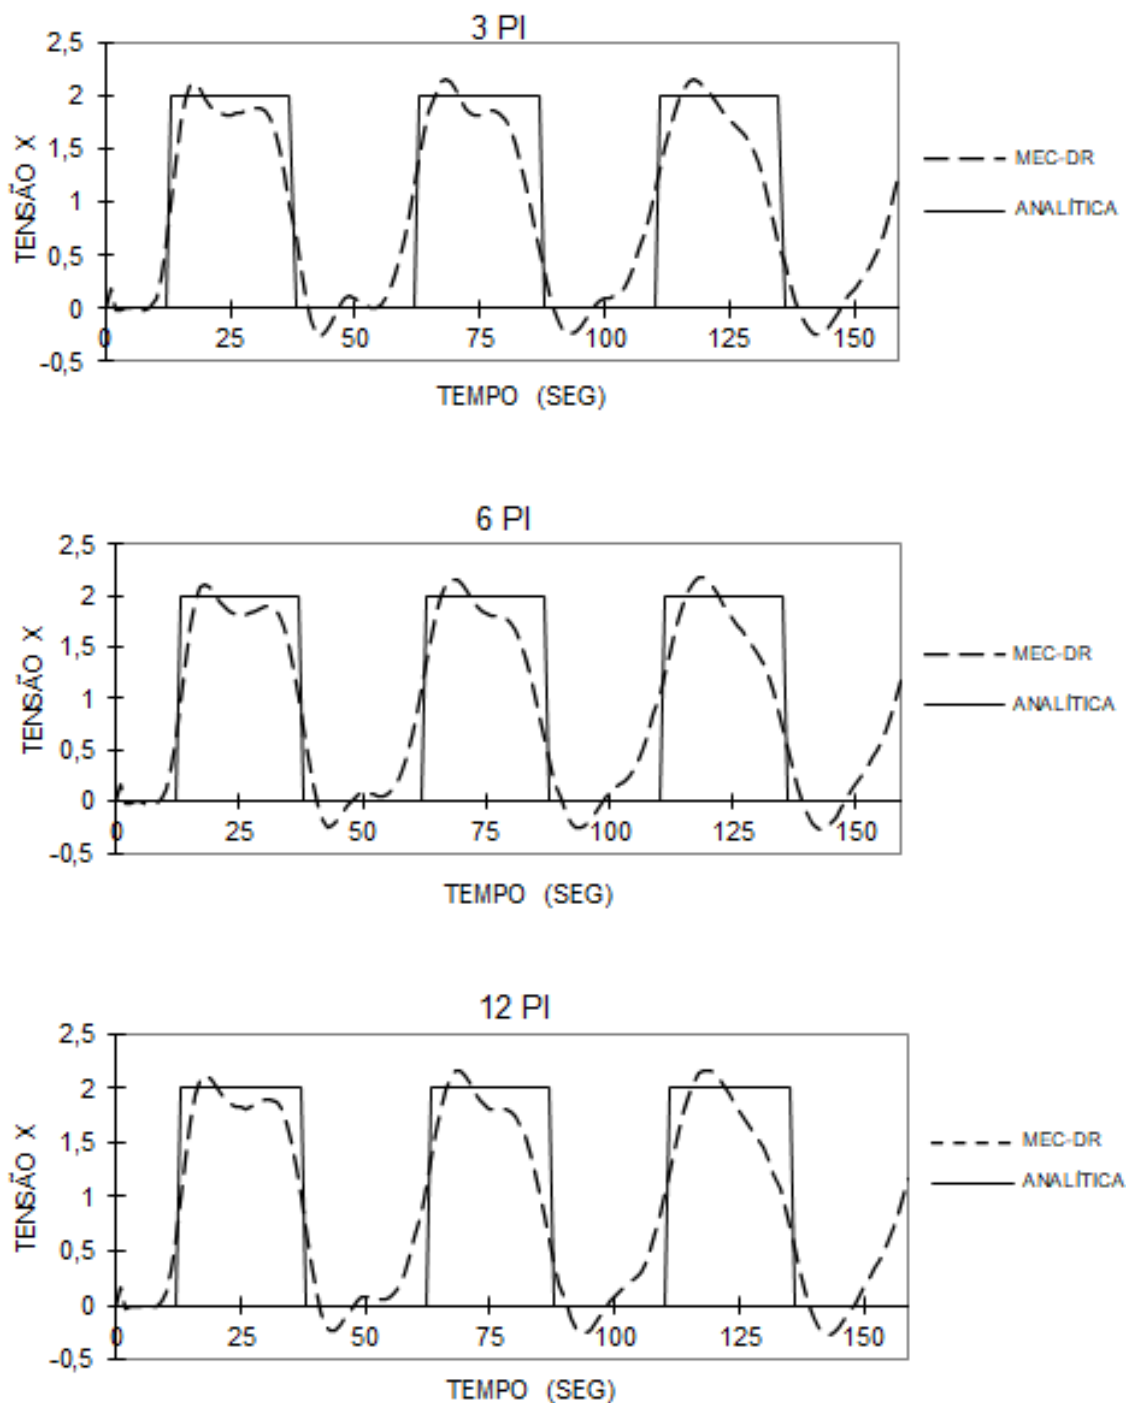 3 PI
2,5
2
1,5
1
0,5
0
-0,5
TENSÃO X
0 25 50 75 100 125 150
TEMPO (SEG)
MEC-DR
ANALÍTICA
6 PI
2,5
2
1,5
1
0,5
0
-0,5
TENSÃO X
0 25 50 75 100 125 150
TEMPO (SEG)
MEC-DR
ANALÍTICA
12 PI
2,5
2
1,5
1
0,5
0
-0,5
TENSÃO X
0 25 50 75 100 125 150
TEMPO (SEG)
MEC-DR
ANALÍTICA